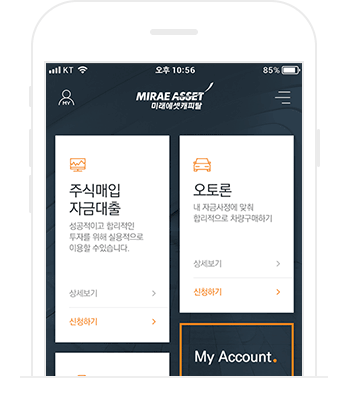 KT
오후 10:56
85%
MY
MIRAE ASSET
미래에셋캐피탈
주식매입
자금대출
성공적이고 합리적인
투자를 위해 실용적으로
이용할 수있습니다.
상세보기
신청하기
오토론
내 자금사정에 맞춰
합리적으로 차량구매하기
상세보기
신청하기
My Account.